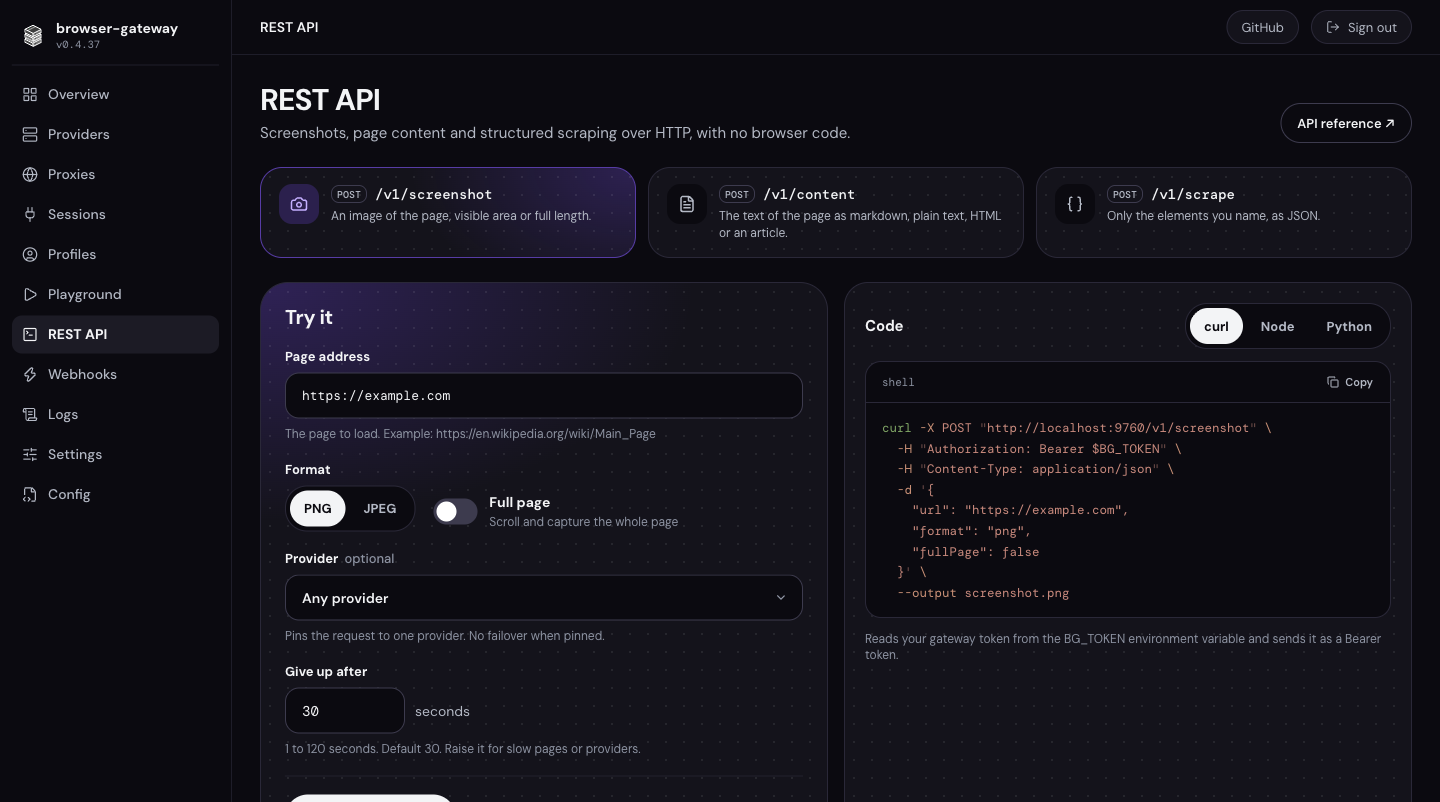 browser-gateway
v0.4.37
Overview
Providers
Proxies
Sessions
Profiles
Playground
REST API
Webhooks
Logs
Settings
Config
REST API
GitHub
Sign out
REST API
Screenshots, page content and structured scraping over HTTP, with no browser code.
API reference ↗
POST /v1/screenshot
An image of the page, visible area or full length.
POST /v1/content
The text of the page as markdown, plain text, HTML
or an article.
POST /v1/scrape
Only the elements you name, as JSON.
Try it
Page address
https://example.com
The page to load. Example: https://en.wikipedia.org/wiki/Main_Page
Format
PNG JPEG
Full page
Scroll and capture the whole page
Provider optional
Any provider
Pins the request to one provider. No failover when pinned.
Give up after
30 seconds
1 to 120 seconds. Default 30. Raise it for slow pages or providers.
Code
curl Node Python
shell
Copy
curl -X POST "http://localhost:9760/v1/screenshot" \
  -H "Authorization: Bearer $BG_TOKEN" \
  -H "Content-Type: application/json" \
  -d '{
    "url": "https://example.com",
    "format": "png",
    "fullPage": false
  }' \
  --output screenshot.png
Reads your gateway token from the BG_TOKEN environment variable and sends it as a Bearer
token.